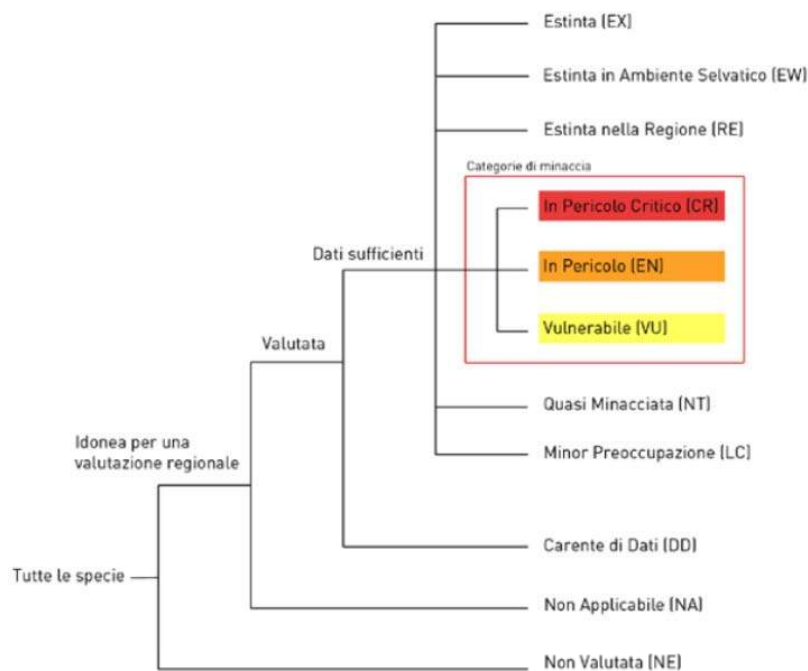 Estinta (EX)
Estinta in Ambiente Selvatico (EW)
Estinta nella Regione (RE)
Categorie di minaccia
In Pericolo Critico (CR)
Dati sufficienti
In Pericolo (EN)
Vulnerabile (VU)
Valutata
Quasi Minacciata (NT)
Idonea per una
valutazione regionale
Minor Preoccupazione (LC)
Carente di Dati (DD)
Tutte le specie
Non Applicabile (NA)
Non Valutata (NE)